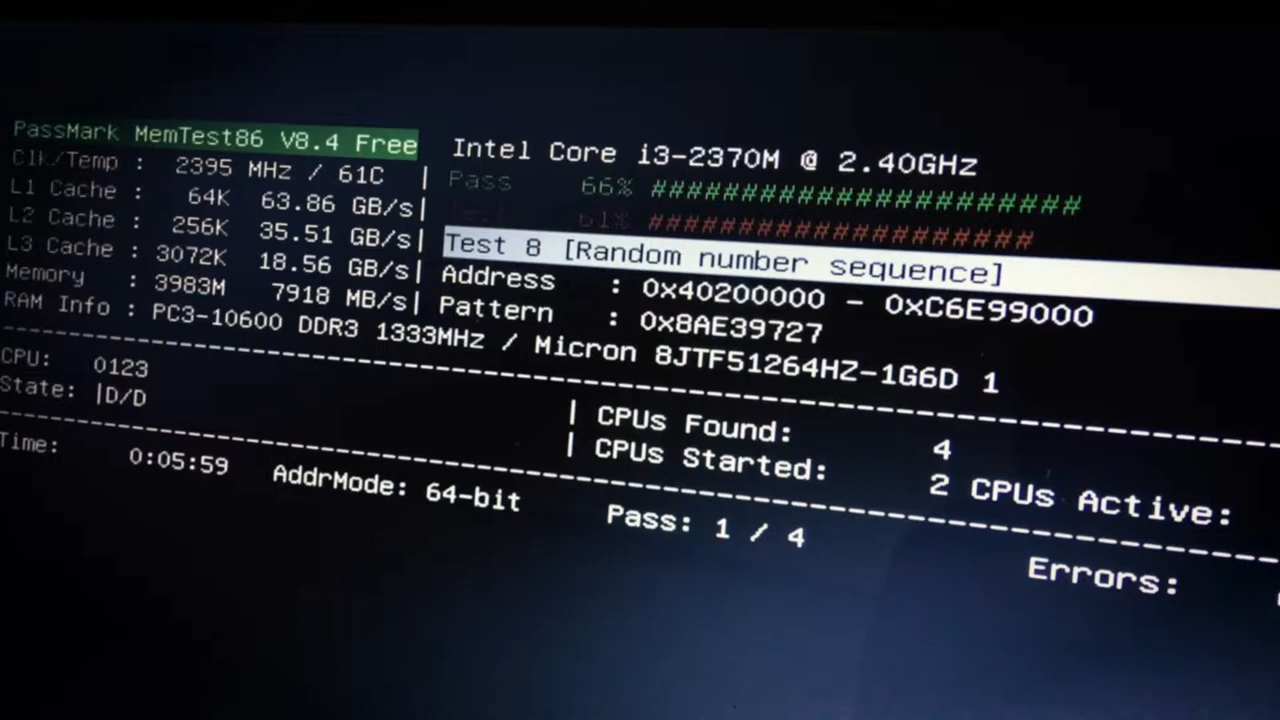 PassMark MemTest86 V8.4 Free
Intel Core i3-2370M @ 2.40GHz
Clk/Temp : 2395 MHz / 61C | Pass 66% ########################
L1 Cache : 64K 63.86 GB/s| Test 61% #####################
L2 Cache : 256K 35.51 GB/s| Test 8 [Random number sequence]
L3 Cache : 3072K 18.56 GB/s| Address : 0x40200000 - 0xC6E99000
Memory : 3983M 7918 MB/s| Pattern : 0x8AE39727
RAM Info : PC3-10600 DDR3 1333MHz / Micron 8JTF51264HZ-1G6D 1
CPU: 0123 | CPUs Found: 4
State: |D/D | CPUs Started: 2 CPUs Active:
Time: 0:05:59 AddrMode: 64-bit Pass: 1 / 4 Errors: